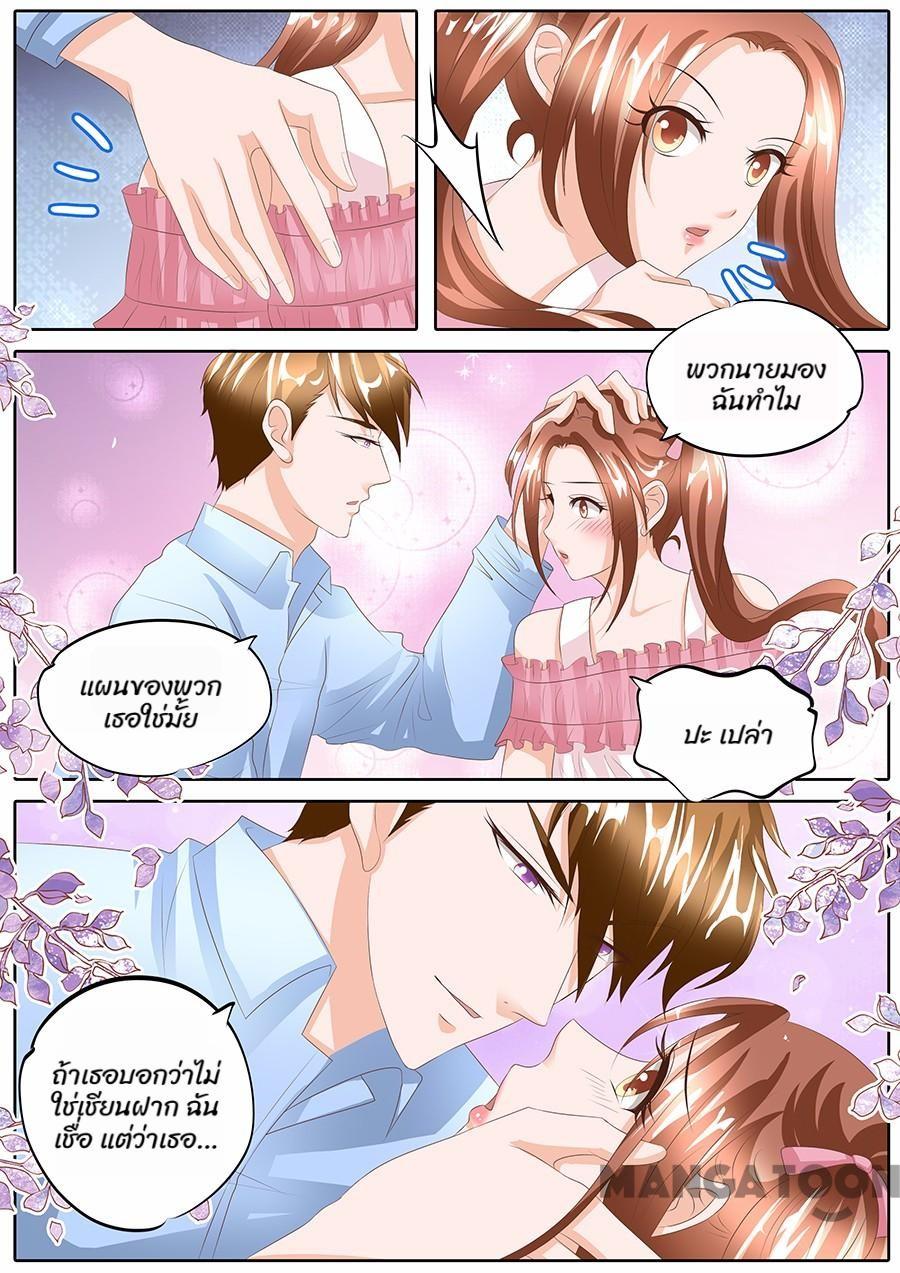 พวกนายมอง
ฉันทำไม
แผนของพวก
เธอใช่มั้ย
ปะ เปล่า
ถ้าเธอบอกว่าไม่
ใช่เชียนฝาก ฉัน
เชื่อ แต่ว่าเธอ...
MANGATOON